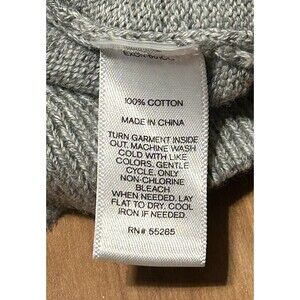 100% COTTON
MADE IN CHINA
TURN GARMENT INSIDE
OUT. MACHINE WASH
COLD WITH LIKE
COLORS. GENTLE
CYCLE. ONLY
NON-CHLORINE
BLEACH
WHEN NEEDED. LAY
FLAT TO DRY. COOL
IRON IF NEEDED.
RN# 55285